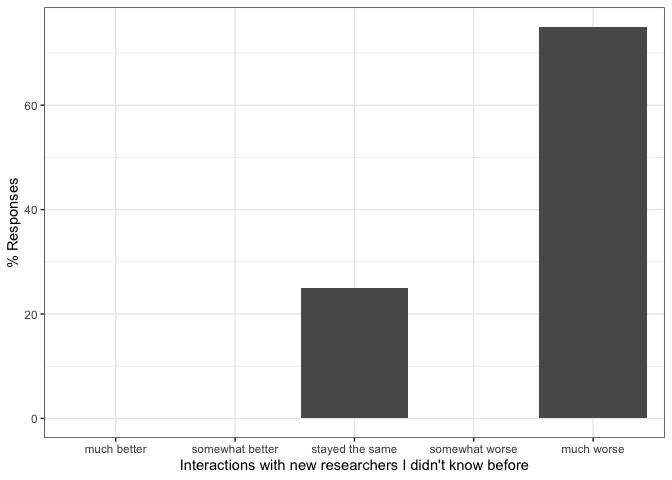 % Responses
60
40
20
0
much better somewhat better stayed the same somewhat worse much worse
Interactions with new researchers I didn't know before